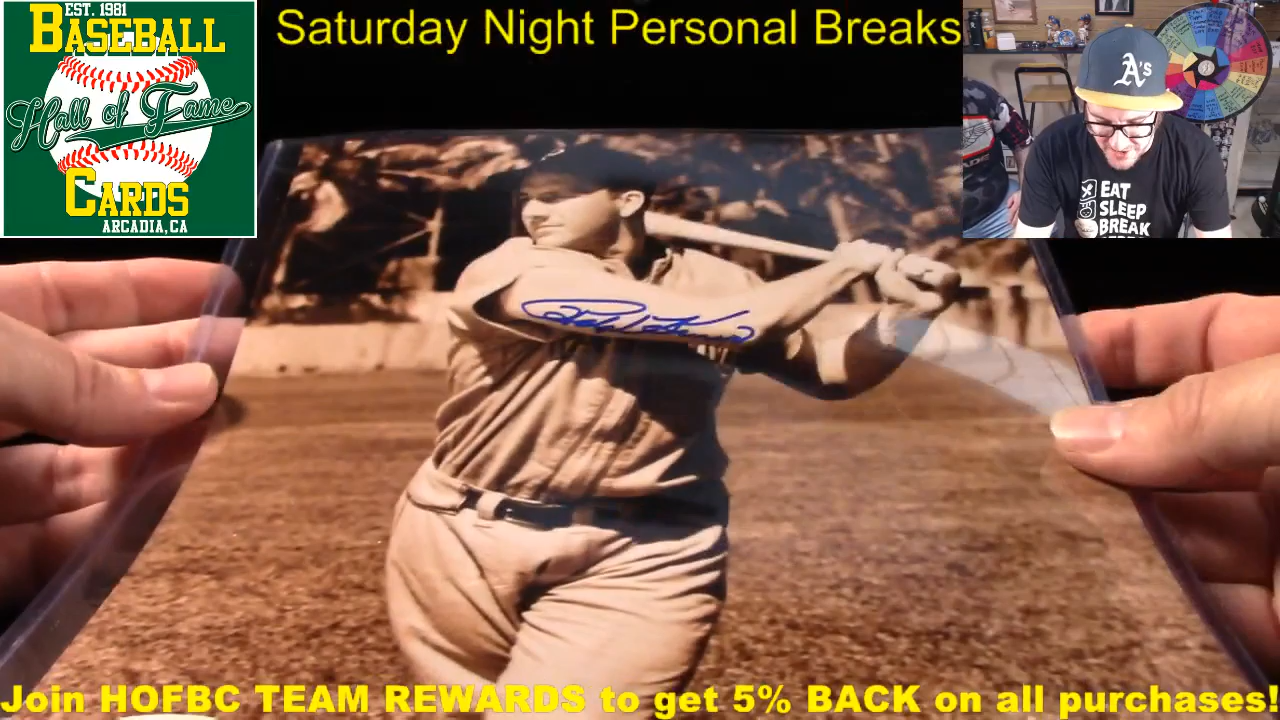 EST. 1981
BASEBALL
Hall of Fame
CARDS
ARCADIA, CA
Saturday Night Personal Breaks
A's
EAT
SLEEP
BREAK
Join HOFBC TEAM REWARDS to get 5% BACK on all purchases!